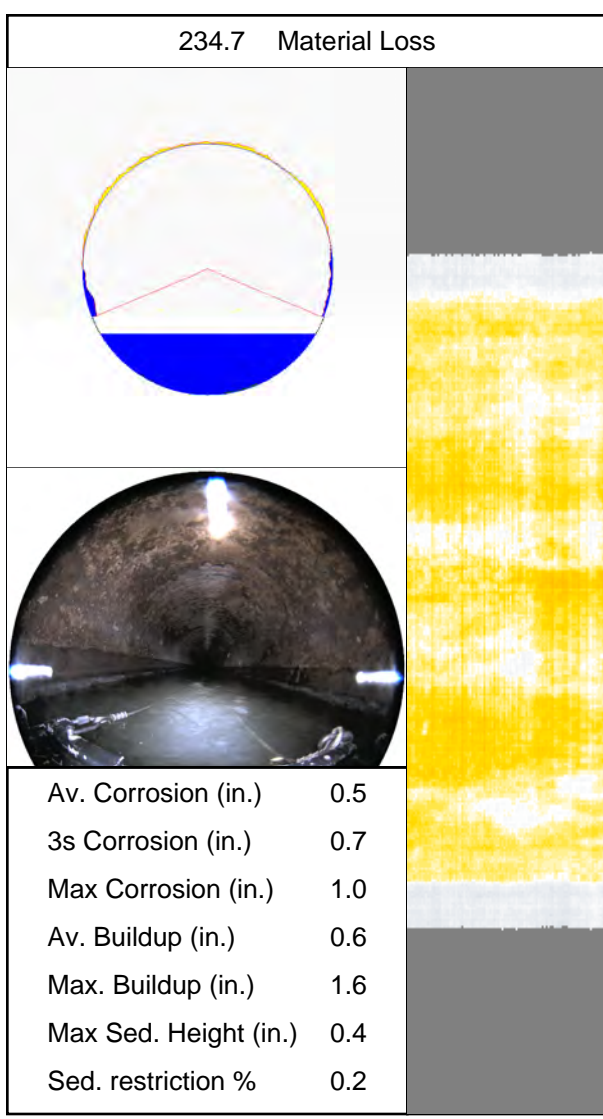 234.7 Material Loss
Av. Corrosion (in.) 0.5
3s Corrosion (in.) 0.7
Max Corrosion (in.) 1.0
Av. Buildup (in.) 0.6
Max. Buildup (in.) 1.6
Max Sed. Height (in.) 0.4
Sed. restriction % 0.2